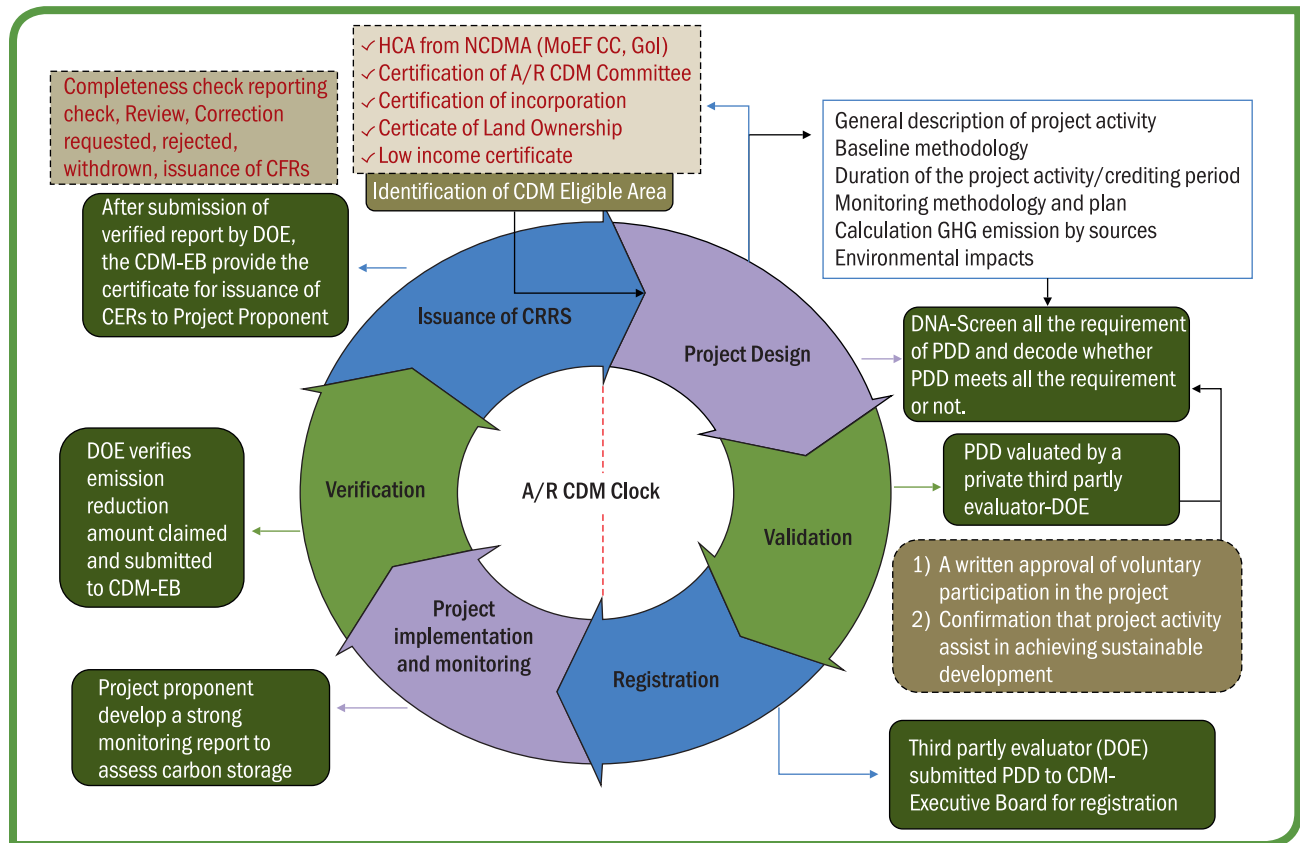 ✓ HCA from NCDMA (MoEF CC, GoI)
✓ Certification of A/R CDM Committee
✓ Certification of incorporation
✓ Certicate of Land Ownership
✓ Low income certificate
Identification of CDM Eligible Area
Completeness check reporting
check, Review, Correction
requested, rejected,
withdrown, issuance of CFRs
After submission of
verified report by DOE,
the CDM-EB provide the
certificate for issuance of
CERs to Project Proponent
General description of project activity
Baseline methodology
Duration of the project activity/crediting period
Monitoring methodology and plan
Calculation GHG emission by sources
Environmental impacts
Issuance of CRRS
Project Design
DNA-Screen all the requirement
of PDD and decode whether
PDD meets all the requirement
or not.
DOE verifies
emission
reduction
amount claimed
and submitted
to CDM-EB
Verification
A/R CDM Clock
Validation
PDD valuated by a
private third partly
evaluator-DOE
1) A written approval of voluntary
participation in the project
2) Confirmation that project activity
assist in achieving sustainable
development
Project
implementation
and monitoring
Registration
Project proponent
develop a strong
monitoring report to
assess carbon storage
Third partly evaluator (DOE)
submitted PDD to CDM-
Executive Board for registration